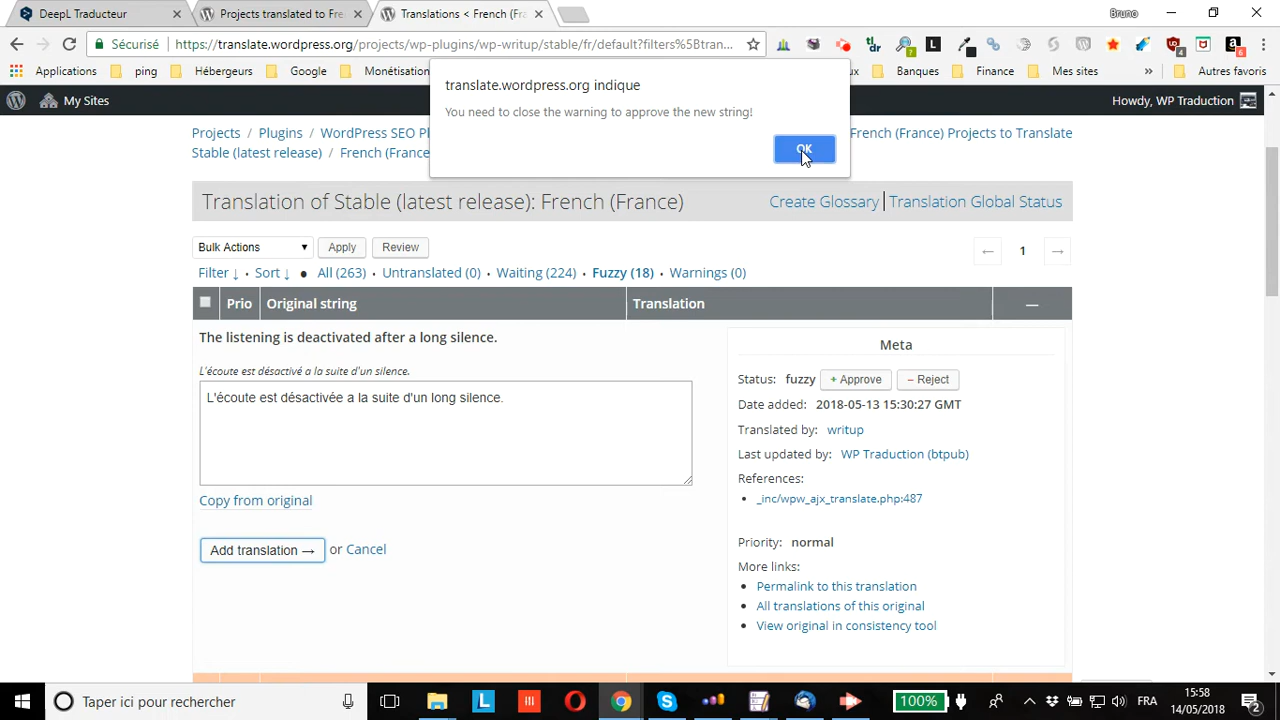 DeepL Traducteur
Projects translated to Fre
Translations < French (Fra
Bruno
Sécurisé
https://translate.wordpress.org/projects/wp-plugins/wp-writup/stable/fr/default?filters%5Btran...
Applications
ping
Hébergeurs
Google
Monétisation
Banques
Finance
Mes sites
Autres favoris
My Sites
Howdy, WP Traduction
translate.wordpress.org indique
You need to close the warning to approve the new string!
OK
Projects / Plugins / WordPress SEO Pl
French (France) Projects to Translate
Stable (latest release) / French (France
Translation of Stable (latest release): French (France)
Create Glossary | Translation Global Status
Bulk Actions
Apply
Review
← 1 →
Filter ↓ • Sort ↓ • All (263) • Untranslated (0) • Waiting (224) • Fuzzy (18) • Warnings (0)
Prio
Original string
Translation
—
The listening is deactivated after a long silence.
L'écoute est désactivé a la suite d'un silence.
L'écoute est désactivée a la suite d'un long silence.
Copy from original
Add translation → or Cancel
Meta
Status: fuzzy + Approve – Reject
Date added: 2018-05-13 15:30:27 GMT
Translated by: writup
Last updated by: WP Traduction (btpub)
References:
• _inc/wpw_ajx_translate.php:487
Priority: normal
More links:
• Permalink to this translation
• All translations of this original
• View original in consistency tool
Taper ici pour rechercher
100%
FRA
15:58
14/05/2018
2